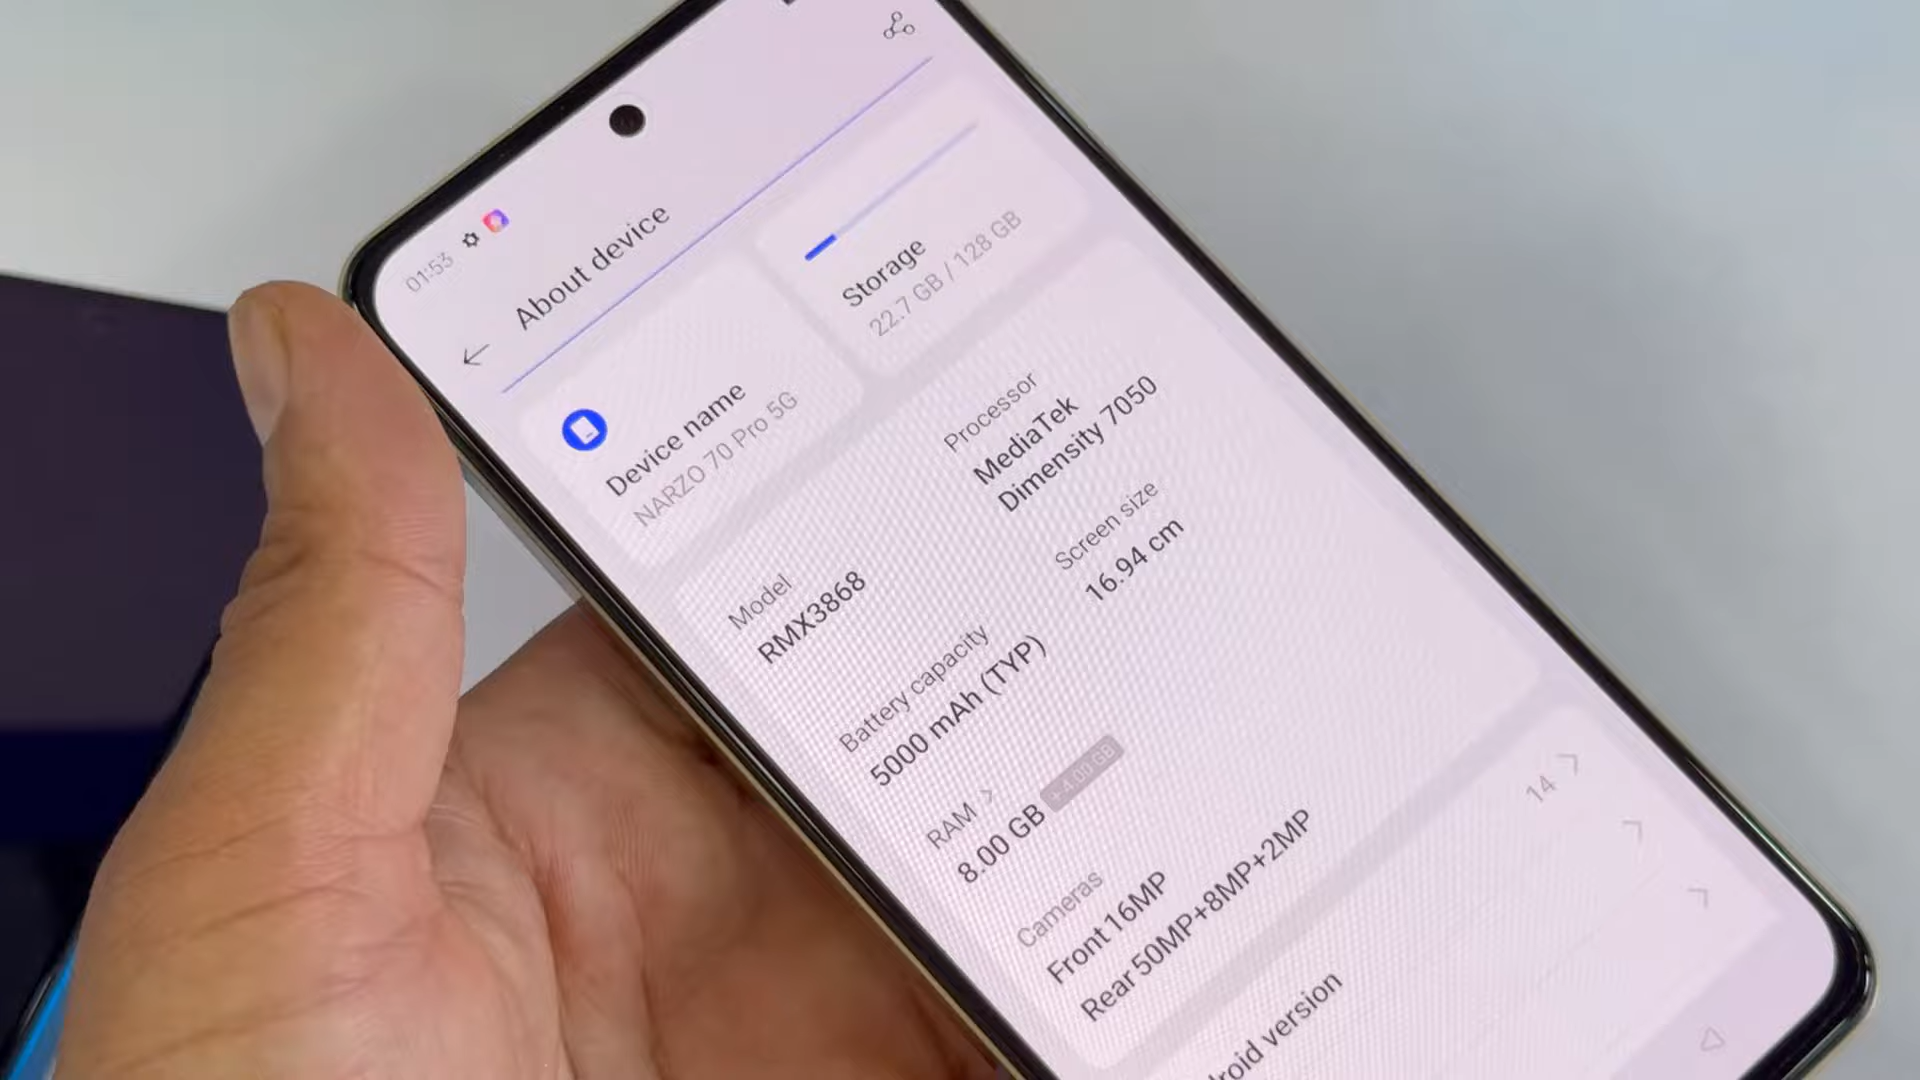 01:53
About device
Device name
NARZO 70 Pro 5G
Storage
22.7 GB / 128 GB
Model
RMX3868
Processor
MediaTek
Dimensity 7050
Battery capacity
5000 mAh (TYP)
Screen size
16.94 cm
RAM
8.00 GB + 4.00 GB
Cameras
Front 16MP
Rear 50MP+8MP+2MP
droid version
14